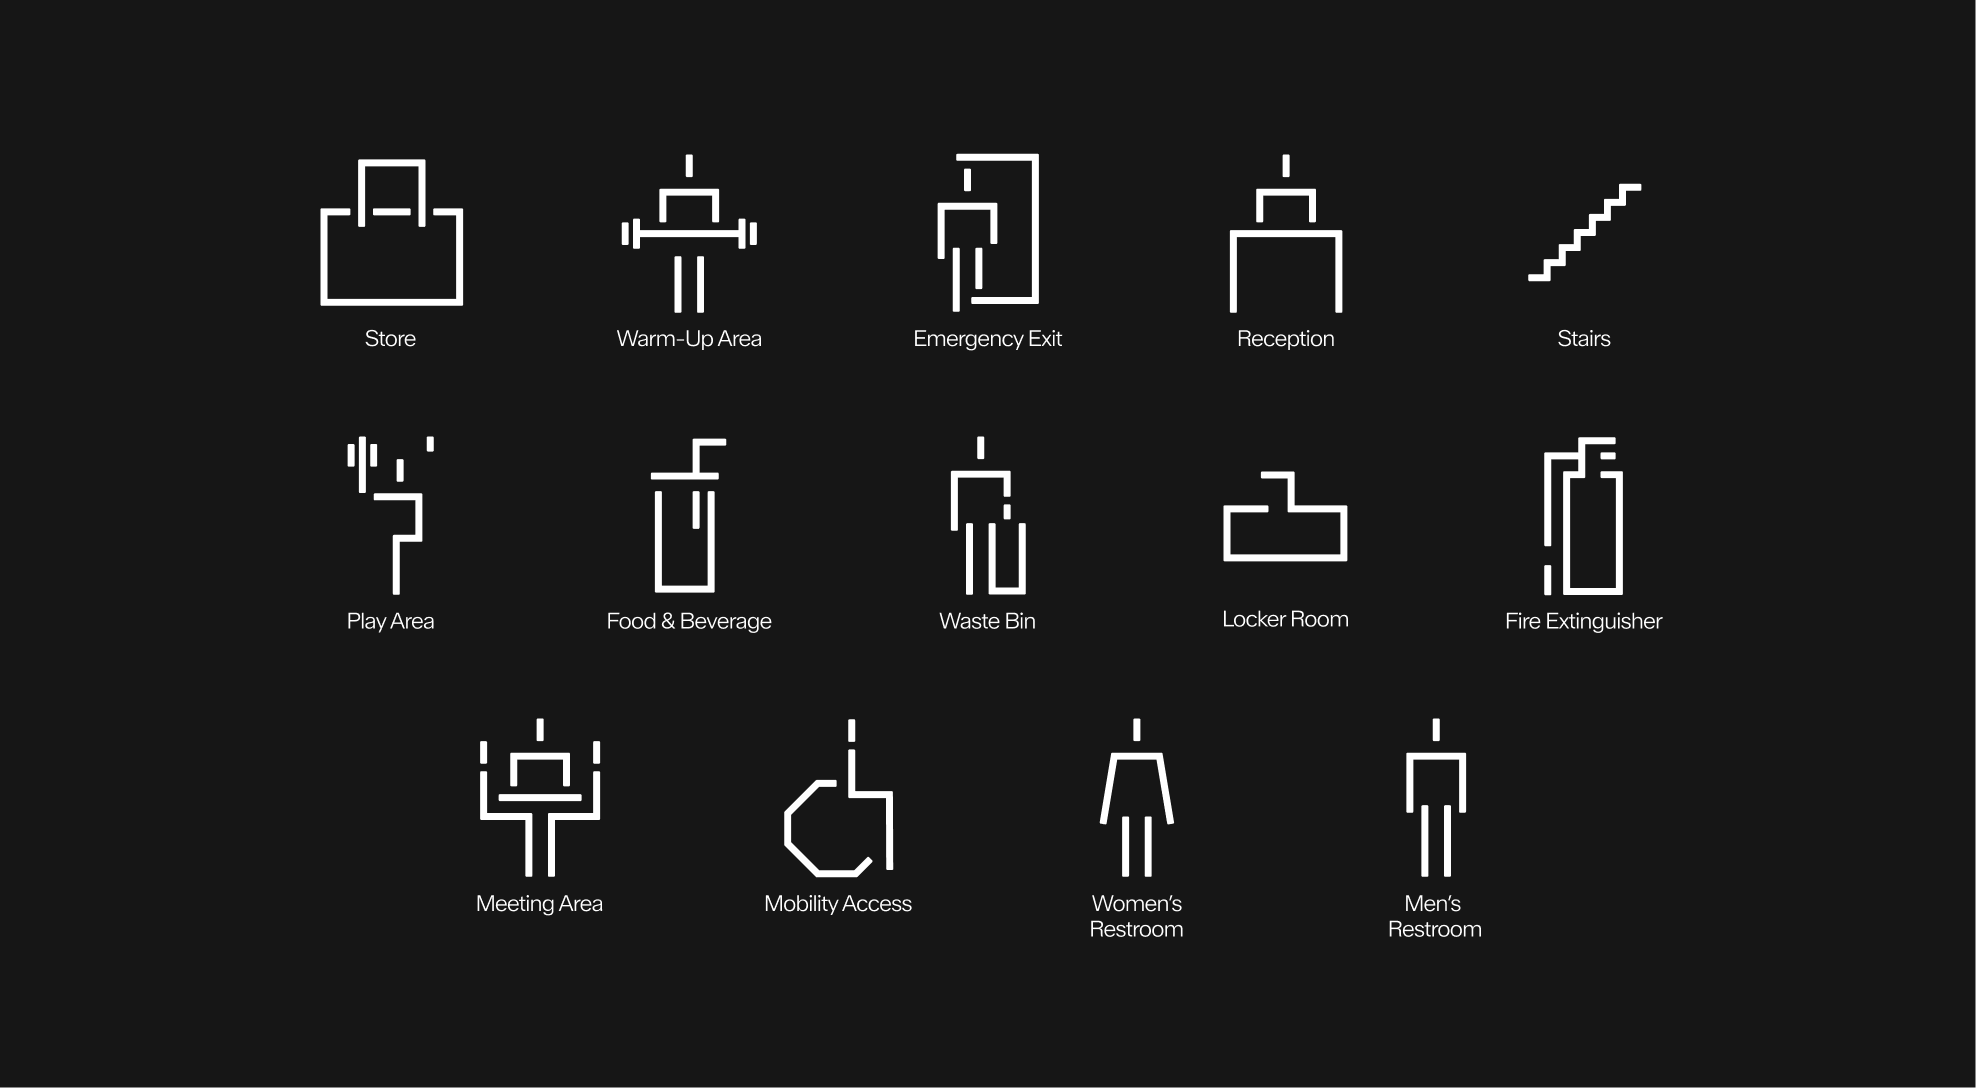 Store
Warm-Up Area
Emergency Exit
Reception
Stairs
Play Area
Food & Beverage
Waste Bin
Locker Room
Fire Extinguisher
Meeting Area
Mobility Access
Women’s
Restroom
Men’s
Restroom